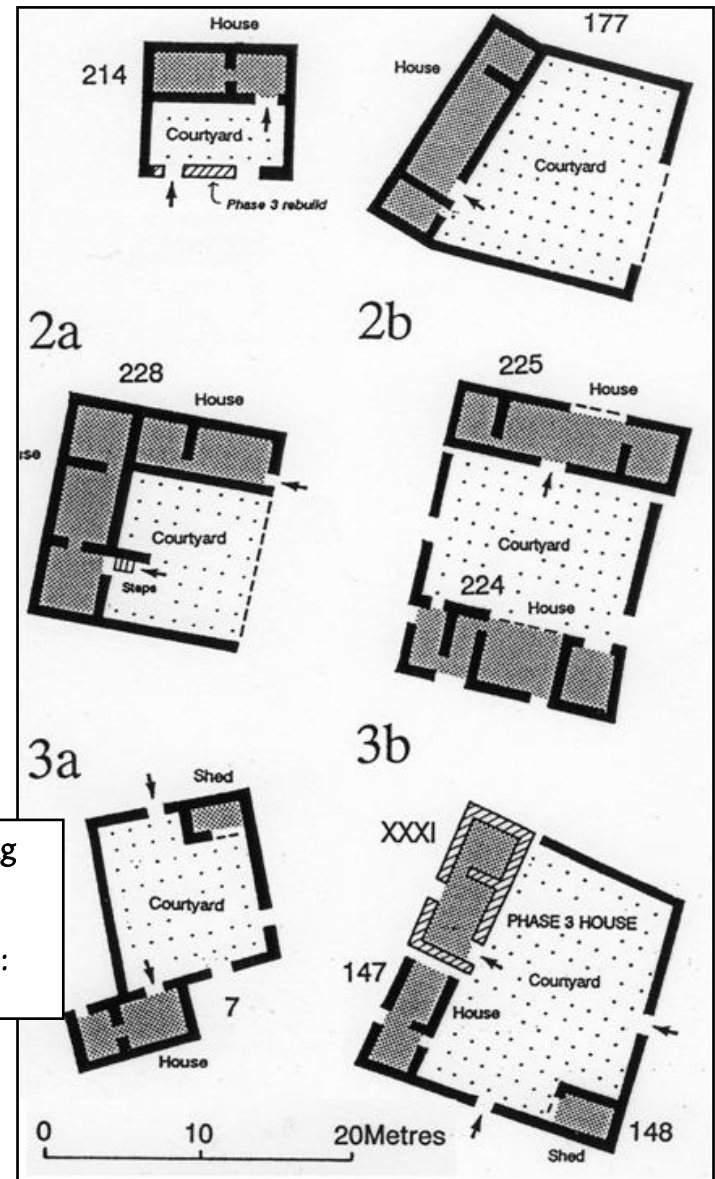 House
214
Courtyard
Phase 3 rebuild
177
House
Courtyard
2a
228
House
se
Courtyard
Steps
2b
225
House
Courtyard
224
House
3a
Shed
Courtyard
7
House
g
:
3b
XXXI
PHASE 3 HOUSE
147
Courtyard
House
148
Shed
0 10 20Metres